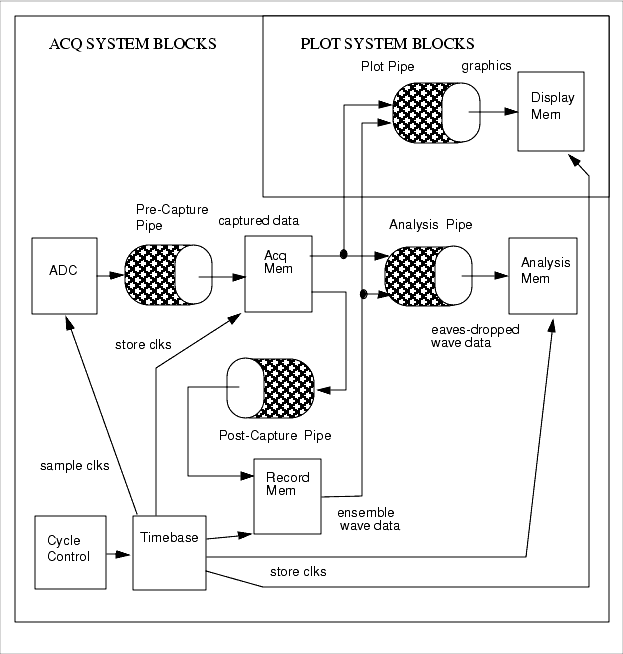 ACQ SYSTEM BLOCKS
PLOT SYSTEM BLOCKS
Plot Pipe
graphics
Display
Mem
Pre-Capture
Pipe
captured data
Analysis Pipe
ADC
Acq
Mem
Analysis
Mem
eaves-dropped
wave data
store clks
Post-Capture Pipe
sample clks
Record
Mem
ensemble
wave data
Cycle
Control
Timebase
store clks